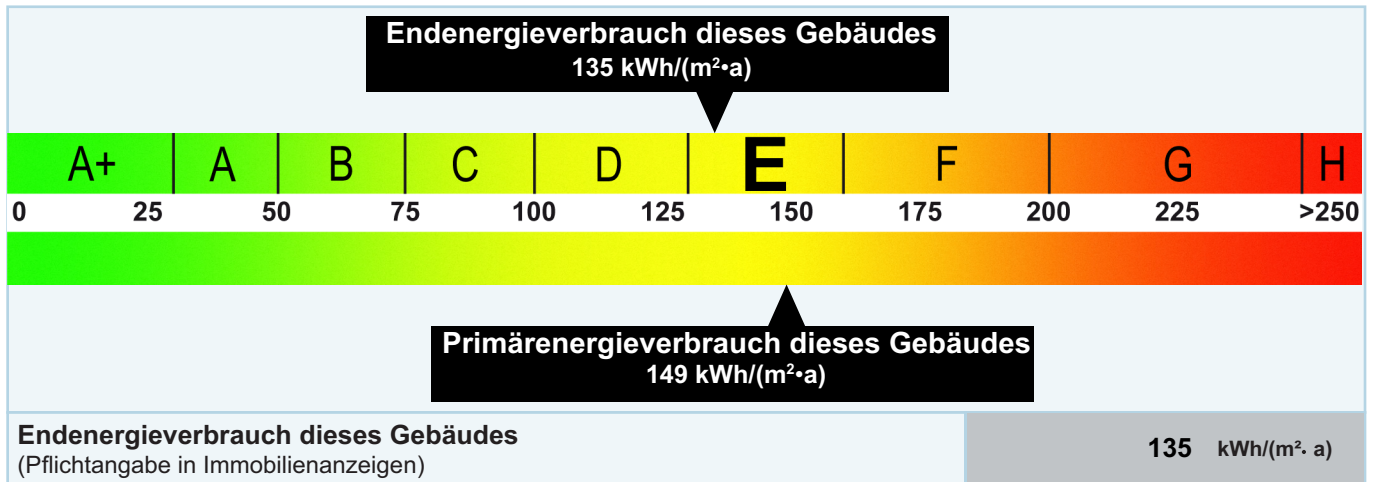 Endenergieverbrauch dieses Gebäudes
135 kWh/(m²•a)
A+ A B C D E F G H
0 25 50 75 100 125 150 175 200 225 >250
Primärenergieverbrauch dieses Gebäudes
149 kWh/(m²•a)
Endenergieverbrauch dieses Gebäudes
(Pflichtangabe in Immobilienanzeigen)
135 kWh/(m²· a)